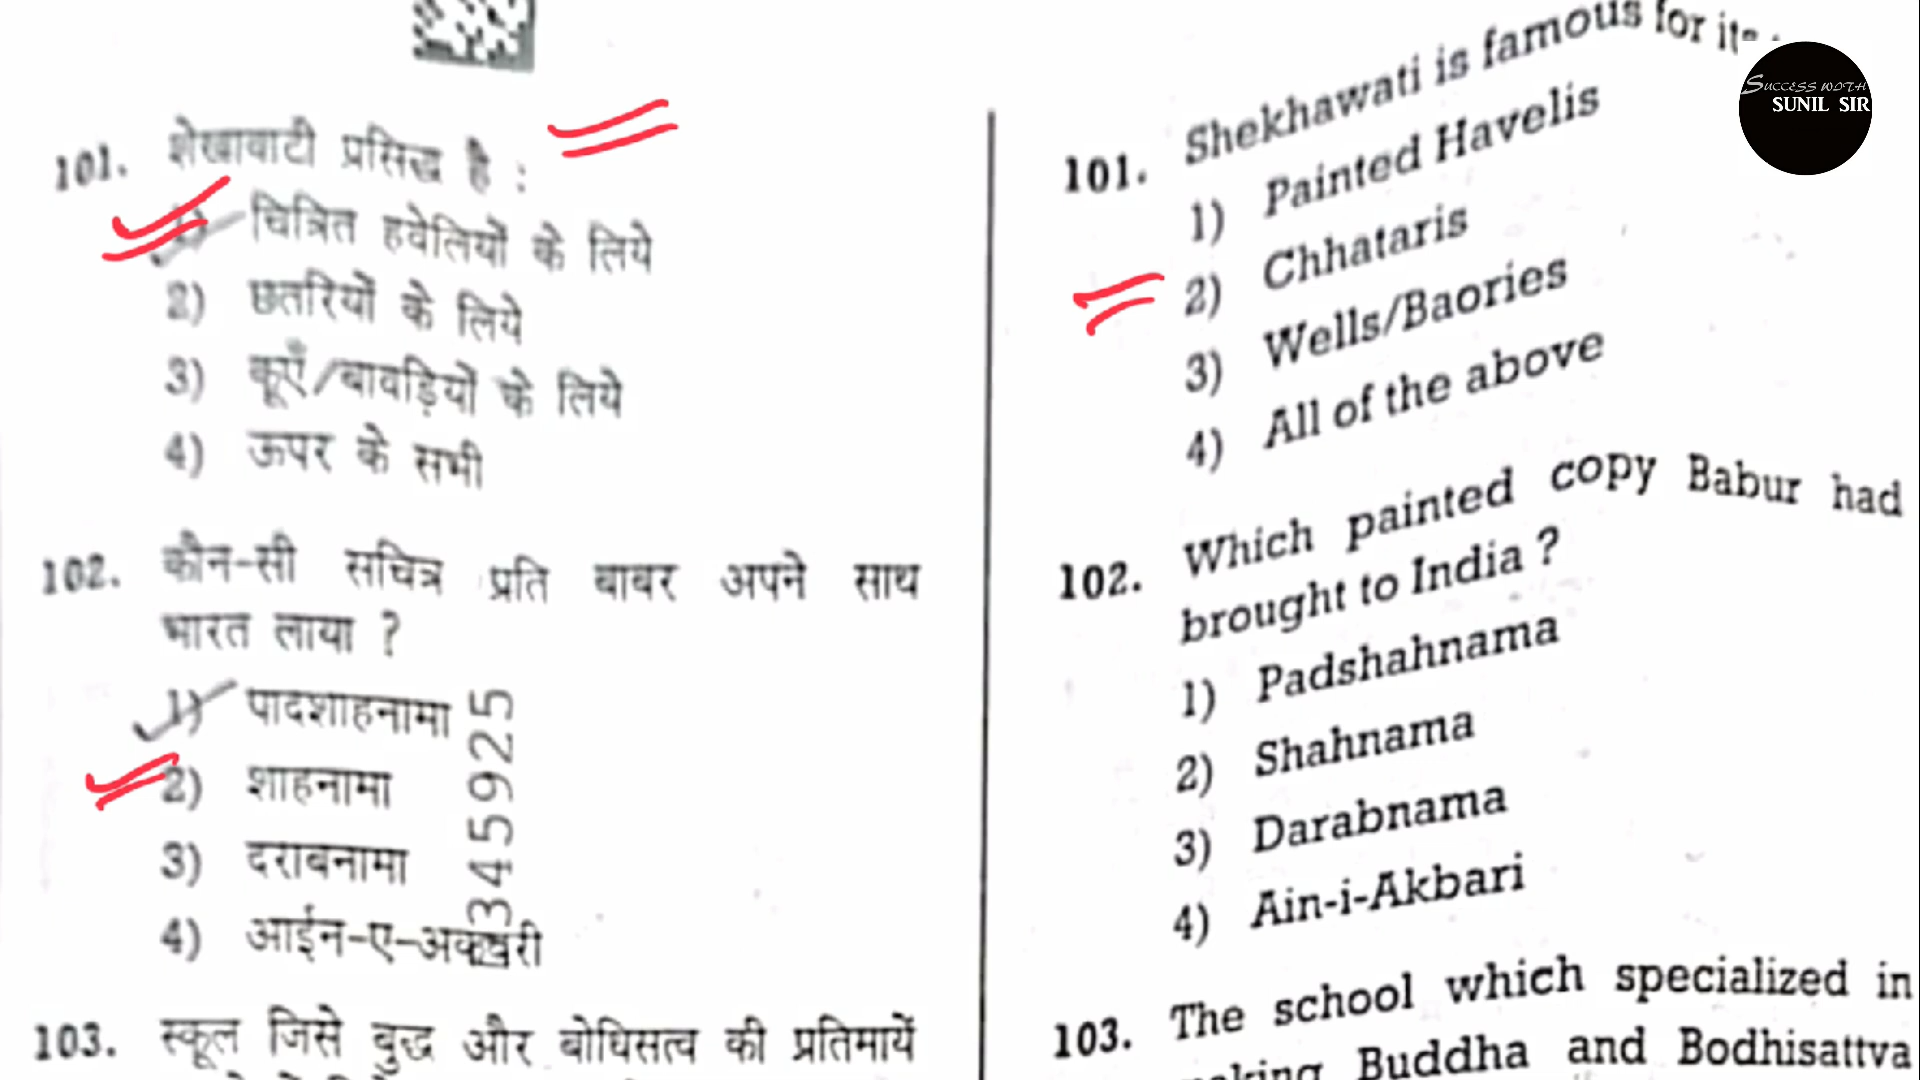 101. शेखावाटी प्रसिद्ध है :
1) चित्रित हवेलियों के लिये
2) छतरियों के लिये
3) कूएँ/बावड़ियों के लिये
4) ऊपर के सभी
102. कौन-सी सचित्र प्रति बाबर अपने साथ
भारत लाया ?
1) पादशाहनामा
2) शाहनामा
3) दराबनामा
4) आईन-ए-अकबरी
103. स्कूल जिसे बुद्ध और बोधिसत्व की प्रतिमायें
345925
101. Shekhawati is famous for its
1) Painted Havelis
2) Chhataris
3) Wells/Baories
4) All of the above
102. Which painted copy Babur had
brought to India ?
1) Padshahnama
2) Shahnama
3) Darabnama
4) Ain-i-Akbari
103. The school which specialized in
Buddha and Bodhisattva
SUCCESS WITH
SUNIL SIR